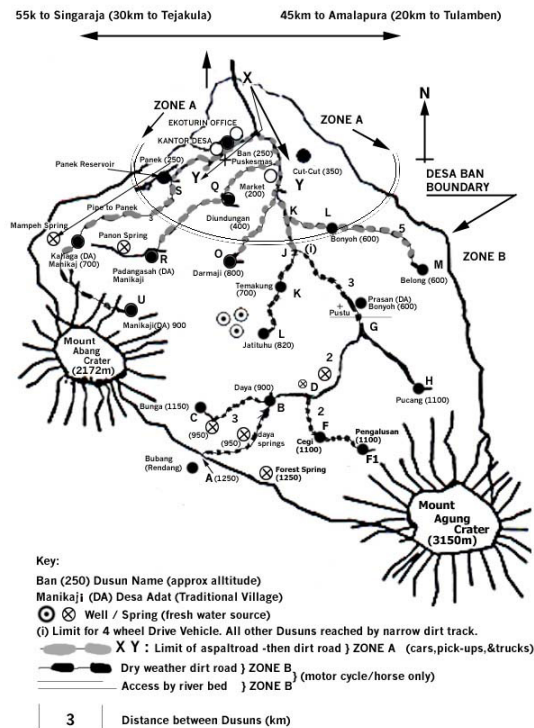 55k to Singaraja (30km to Tejakula)
45km to Amalapura (20km to Tulamben)
X
N
ZONE A
ZONE A
EKOTURIN OFFICE
KANTOR DESA
Ban (250)
Puskesmas
Panek Reservoir
Panek (250)
Cut-Cut (350)
DESA BAN
BOUNDARY
Y
Y
S
Q
Market
(200)
Pipe to Panek
3
K
L
5
Diundungan
(400)
Mampeh Spring
Panon Spring
Bonyoh (600)
ZONE B
J
(i)
Manikaj (700)
R
O
M
Padangasah (DA)
Manikaji
Darmaji (800)
Belong (600)
Temakung
(700)
K
3
U
Prasan (DA)
Bonyoh (600)
Manikaji(DA) 900
Pustu
G
L
Jatituhu (820)
Mount
Abang
Crater
(2172m)
2
H
Daya (900)
D
Pucang (1100)
Bunga (1150)
B
C
3
2
(950)
(950)
daya
springs
F
Cegi
(1100)
Pengalusan
(1100)
F1
Bubang
(Rendang)
A
(1250)
Forest Spring
(1250)
Mount
Agung
Crater
(3150m)
Key:
Ban (250) Dusun Name (approx alltitude)
Manikaji (DA) Desa Adat (Traditional Village)
Well / Spring (fresh water source)
(i) Limit for 4 wheel Drive Vehicle. All other Dusuns reached by narrow dirt track.
X Y : Limit of aspaltroad -then dirt road } ZONE A (cars,pick-ups,&trucks)
Dry weather dirt road } ZONE B
} (motor cycle/horse only)
Access by river bed } ZONE B
3 Distance between Dusuns (km)